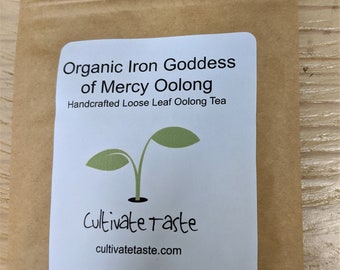 Organic Iron Goddess
of Mercy Oolong
Handcrafted Loose Leaf Oolong Tea
Cultivate Taste
cultivatetaste.com